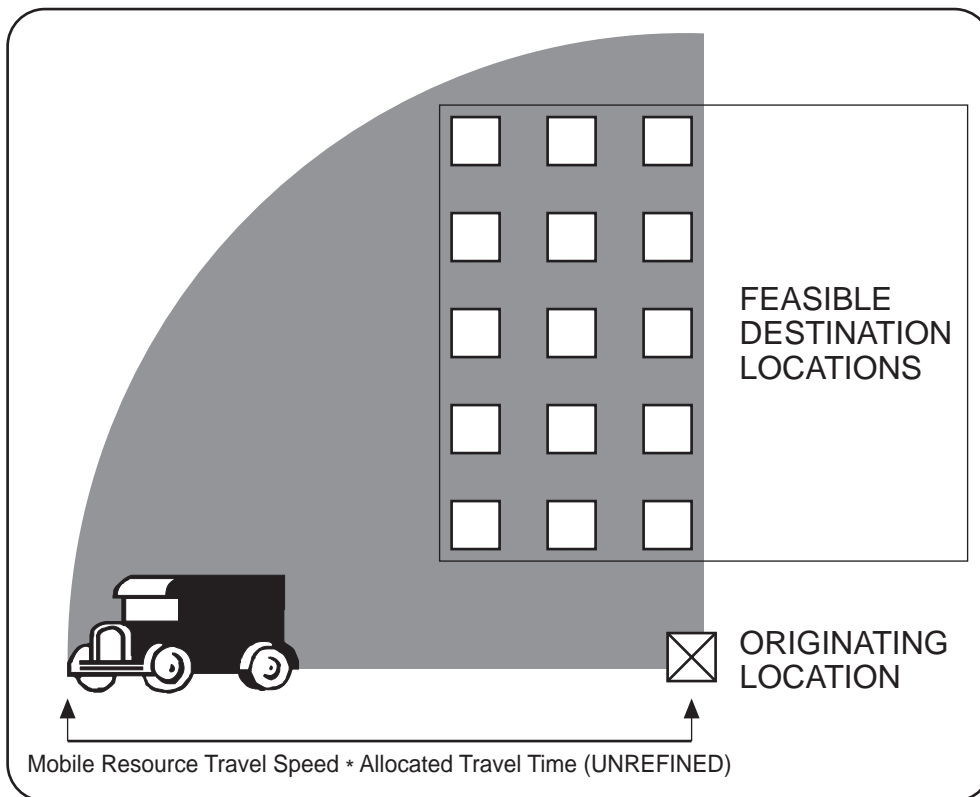 FEASIBLE
DESTINATION
LOCATIONS
ORIGINATING
LOCATION
Mobile Resource Travel Speed * Allocated Travel Time (UNREFINED)